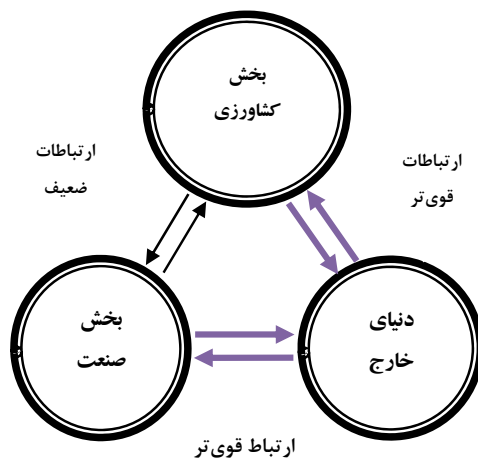 بخش
کشاورزی
ارتباطات
ضعیف
ارتباطات
قوی‌تر
بخش
صنعت
دنیای
خارج
ارتباط قوی‌تر